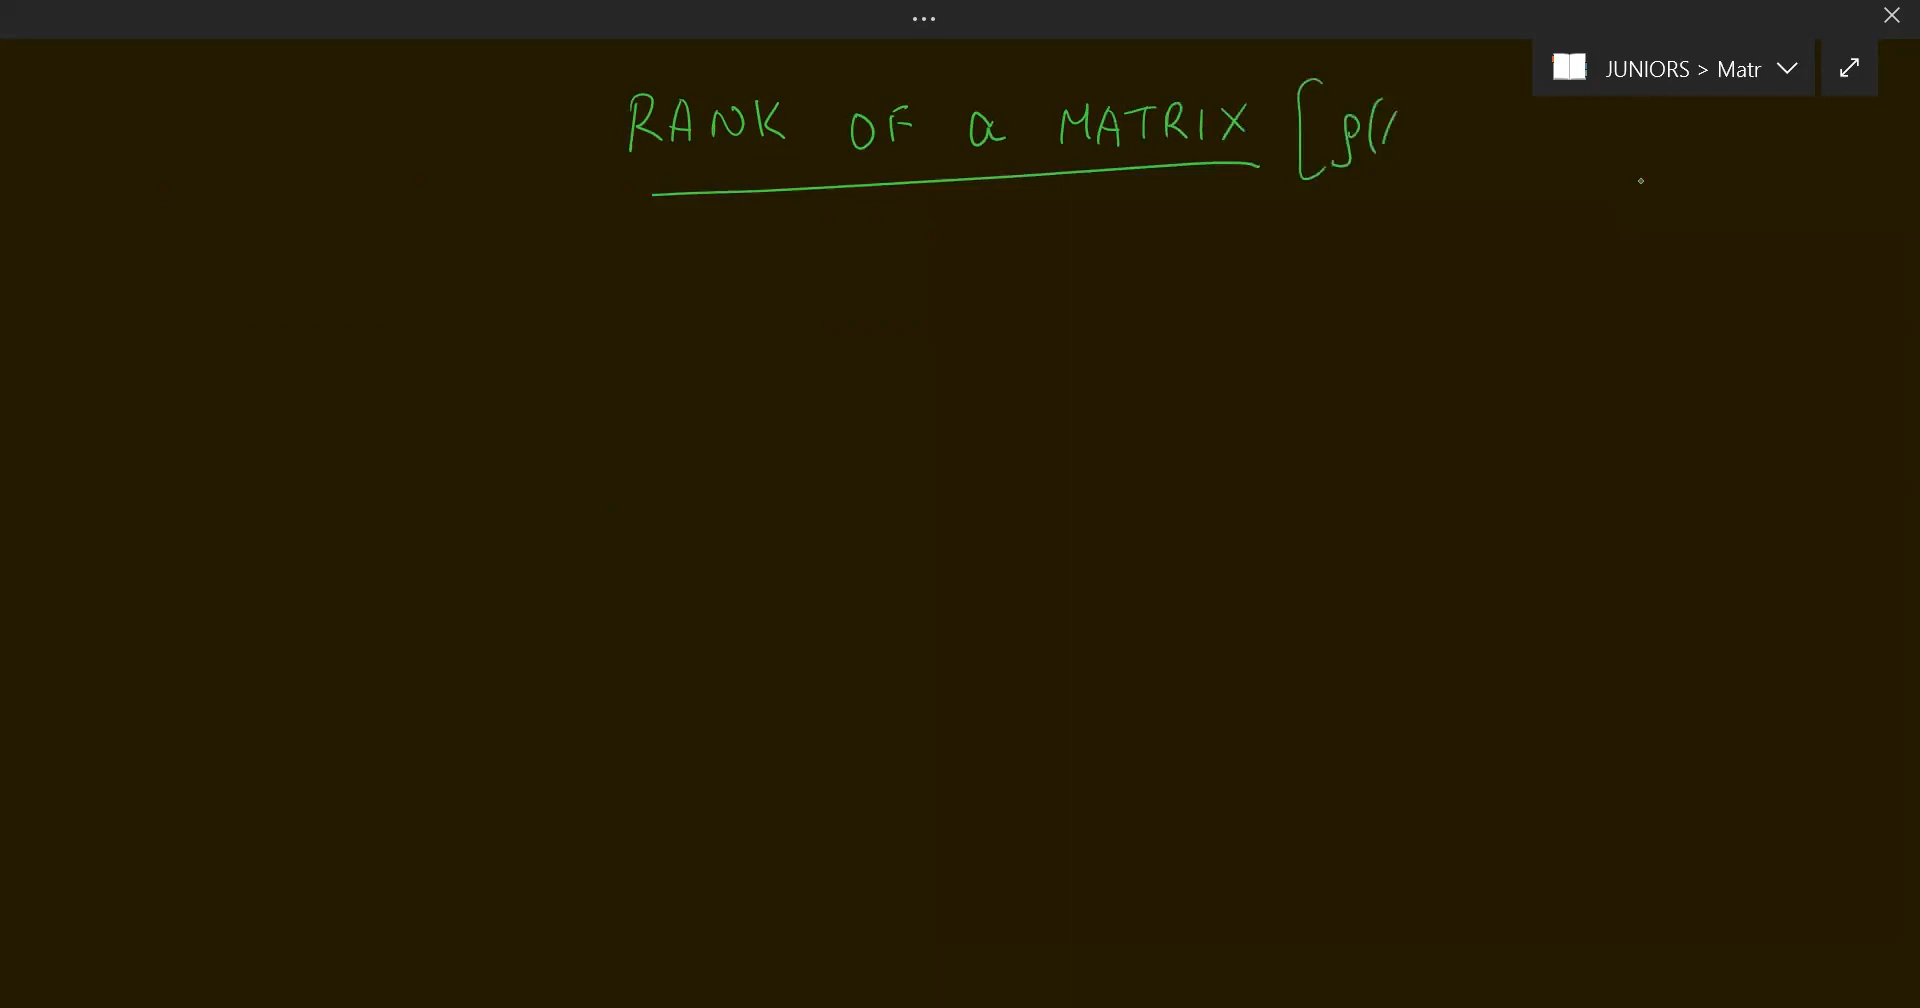 JUNIORS > Matr
RANK OF a MATRIX [ρ(